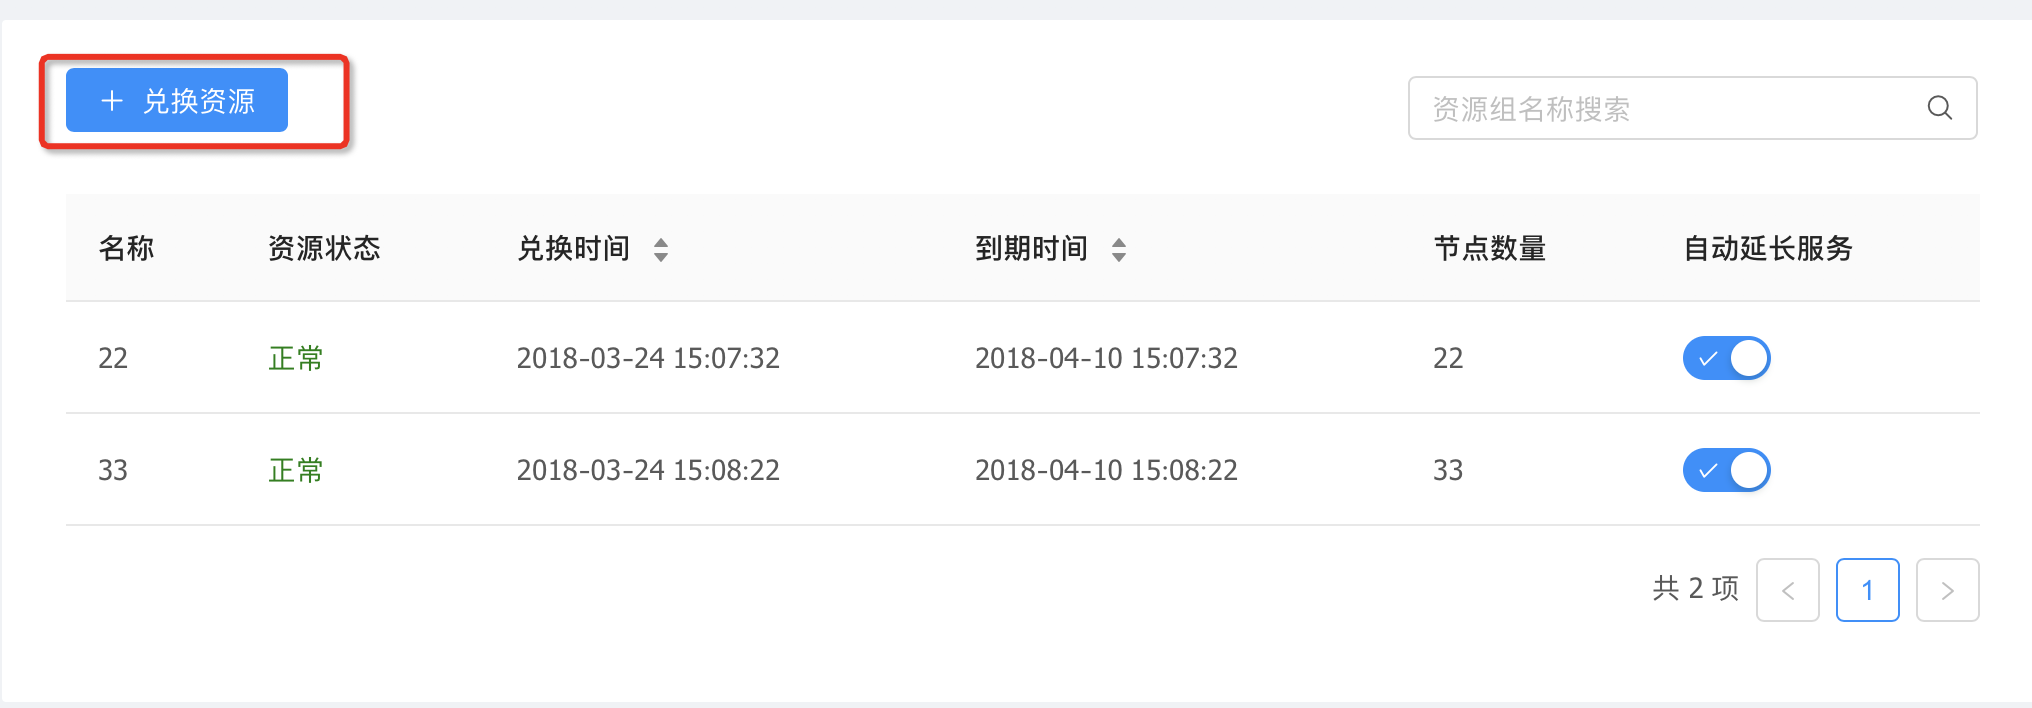 + 兑换资源
资源组名称搜索
名称 资源状态 兑换时间 到期时间 节点数量 自动延长服务
22 正常 2018-03-24 15:07:32 2018-04-10 15:07:32 22
33 正常 2018-03-24 15:08:22 2018-04-10 15:08:22 33
共 2 项 < 1 >